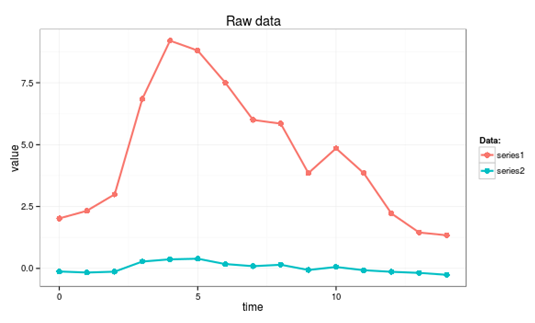 Raw data
value
7.5
5.0
2.5
0.0
0
5
10
time
Data:
series1
series2